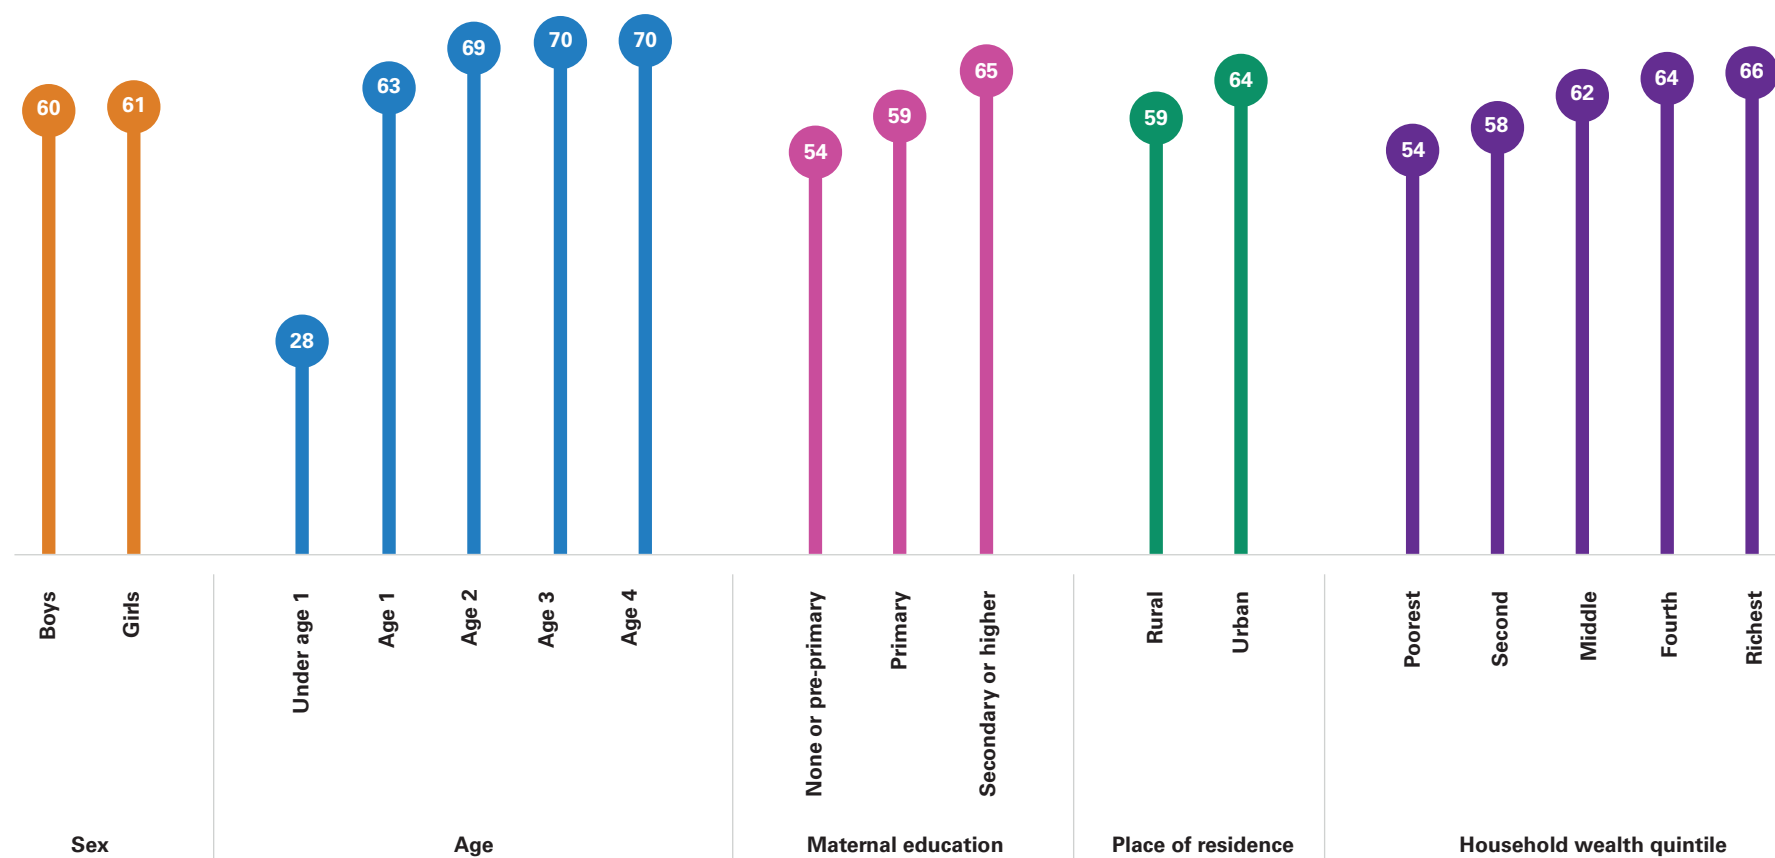 60
61
28
63
69
70
70
54
59
65
59
64
54
58
62
64
66
Boys
Girls
Under age 1
Age 1
Age 2
Age 3
Age 4
None or pre-primary
Primary
Secondary or higher
Rural
Urban
Poorest
Second
Middle
Fourth
Richest
Sex
Age
Maternal education
Place of residence
Household wealth quintile